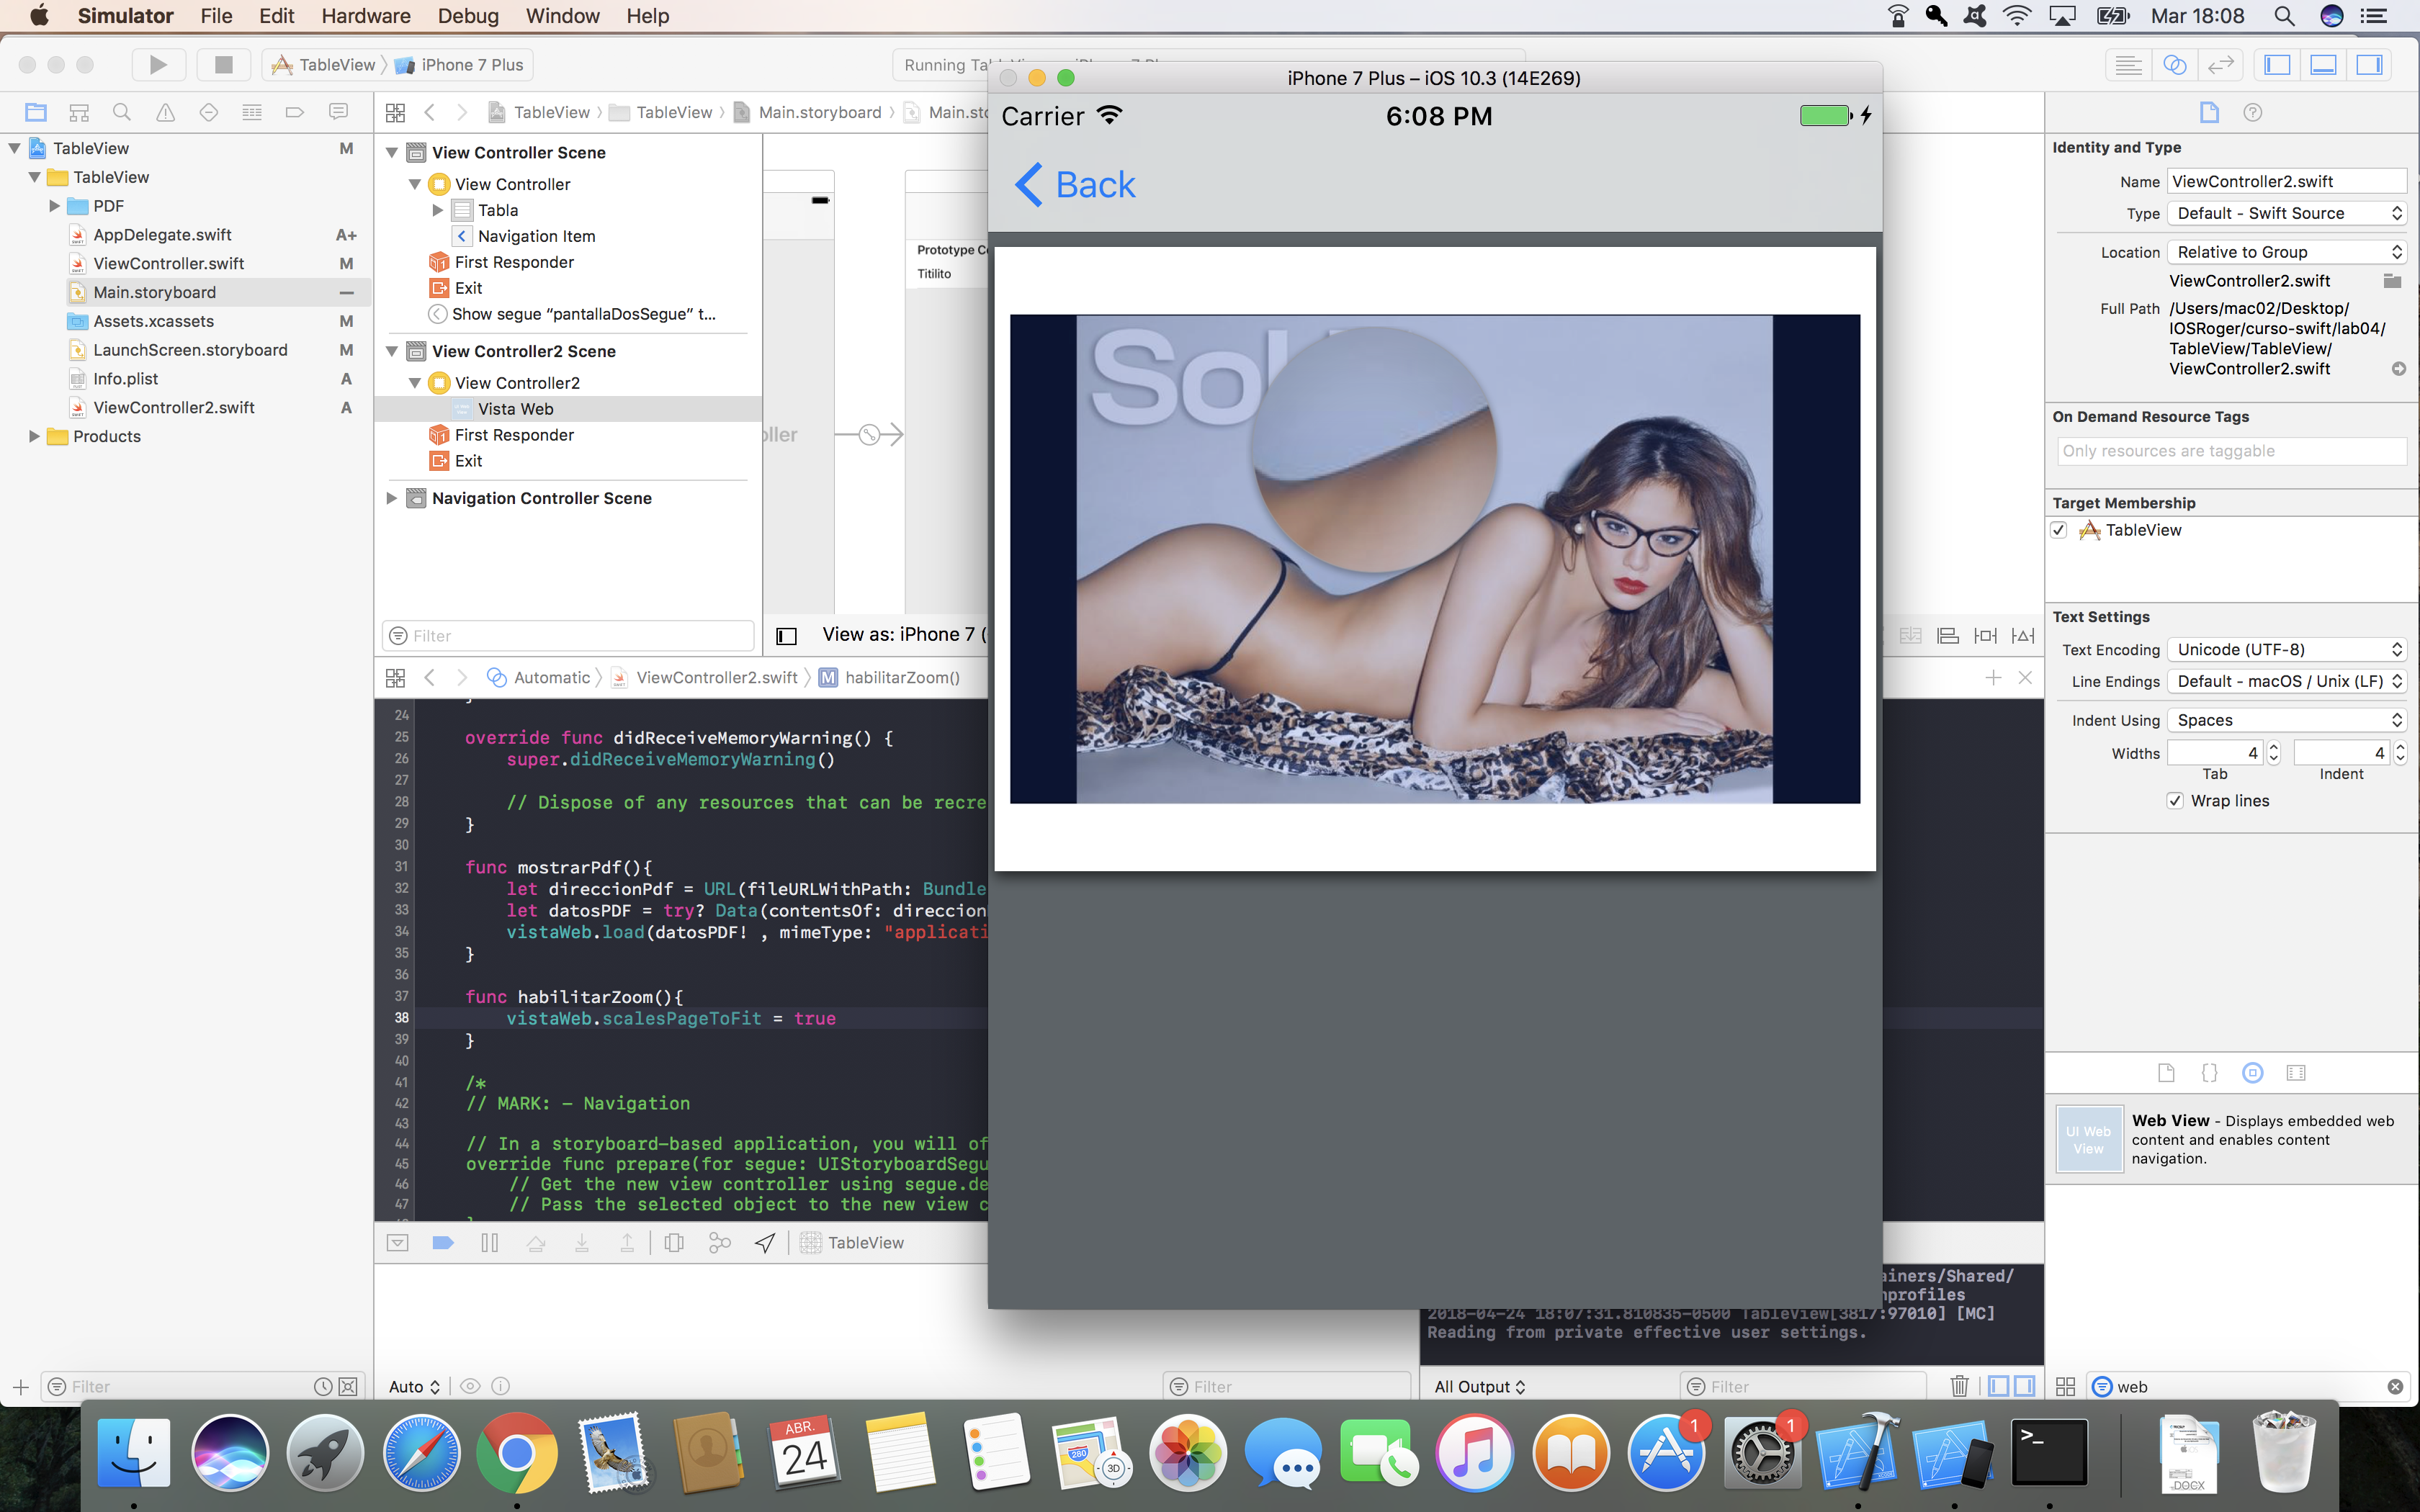 Simulator File Edit Hardware Debug Window Help
Mar 18:08
TableView iPhone 7 Plus
Running
iPhone 7 Plus – iOS 10.3 (14E269)
Carrier
6:08 PM
Back
So
TableView M
TableView
PDF
AppDelegate.swift A+
ViewController.swift M
Main.storyboard —
Assets.xcassets M
LaunchScreen.storyboard M
Info.plist A
ViewController2.swift A
Products
Filter
TableView TableView Main.storyboard
View Controller Scene
View Controller
Tabla
Navigation Item
First Responder
Exit
Show segue “pantallaDosSegue” t...
View Controller2 Scene
View Controller2
Vista Web
First Responder
Exit
Navigation Controller Scene
Filter
Prototype C
Titilito
oller
View as: iPhone 7 (
Automatic ViewController2.swift M habilitarZoom()
24
25 override func didReceiveMemoryWarning() {
26 super.didReceiveMemoryWarning()
27
28 // Dispose of any resources that can be recre
29 }
30
31 func mostrarPdf(){
32 let direccionPdf = URL(fileURLWithPath: Bundle
33 let datosPDF = try? Data(contentsOf: direccion
34 vistaWeb.load(datosPDF! , mimeType: "applicati
35 }
36
37 func habilitarZoom(){
38 vistaWeb.scalesPageToFit = true
39 }
40
41 /*
42 // MARK: - Navigation
43
44 // In a storyboard-based application, you will of
45 override func prepare(for segue: UIStoryboardSegu
46 // Get the new view controller using segue.de
47 // Pass the selected object to the new view c
TableView
Auto
Filter
ainers/Shared/
nprofiles
2018-04-24 18:07:31.810835-0500 TableView[3817:97010] [MC]
Reading from private effective user settings.
All Output
Filter
Identity and Type
Name ViewController2.swift
Type Default - Swift Source
Location Relative to Group
ViewController2.swift
Full Path /Users/mac02/Desktop/
IOSRoger/curso-swift/lab04/
TableView/TableView/
ViewController2.swift
On Demand Resource Tags
Only resources are taggable
Target Membership
TableView
Text Settings
Text Encoding Unicode (UTF-8)
Line Endings Default - macOS / Unix (LF)
Indent Using Spaces
Widths 4 4
Tab Indent
Wrap lines
UI Web
View
Web View - Displays embedded web
content and enables content
navigation.
web
ABR.
24
280
3D
1
1
>_
DOCX